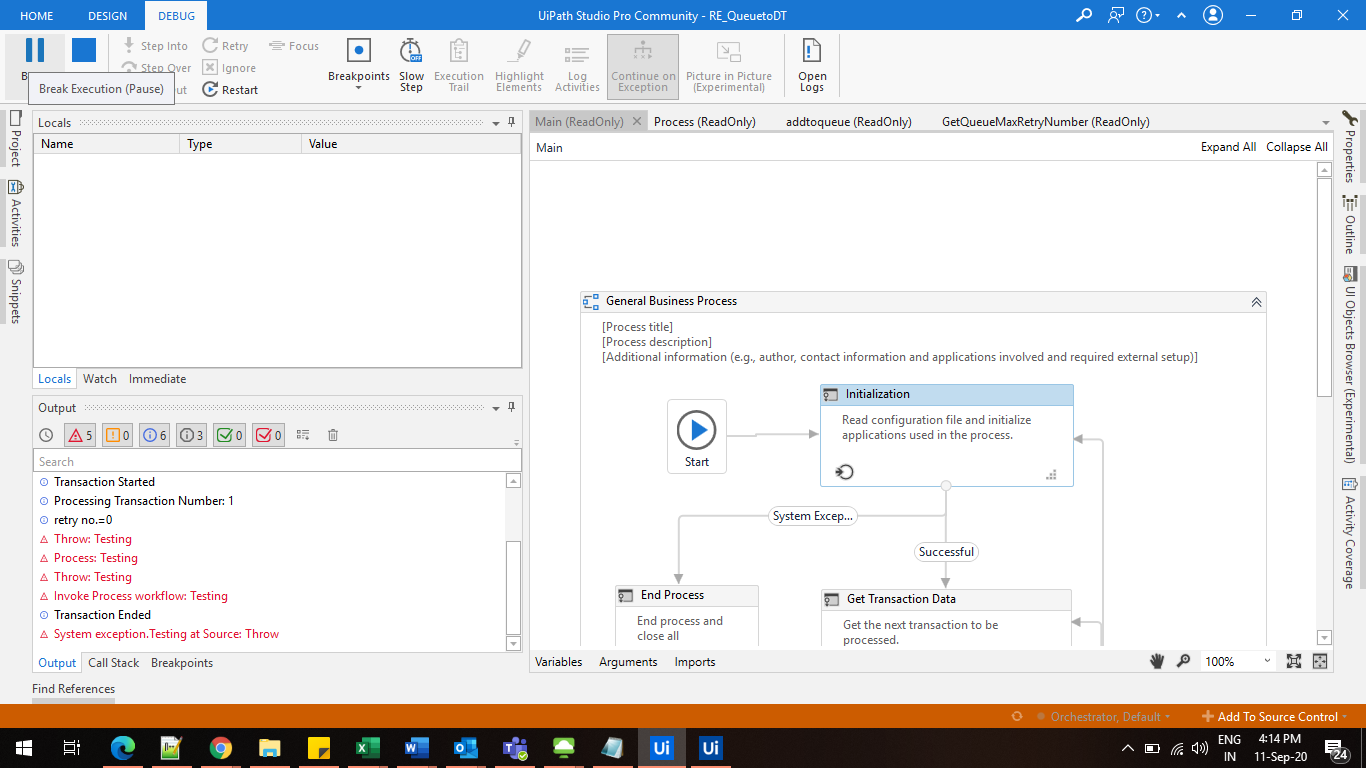 HOME DESIGN DEBUG UiPath Studio Pro Community - RE_QueuetoDT
Step Into Retry Focus
Step Over Ignore
Restart
Break Execution (Pause)
Breakpoints
Slow Step
Execution Trail
Highlight Elements
Log Activities
Continue on Exception
Picture in Picture (Experimental)
Open Logs
Project
Activities
Snippets
Locals
Name Type Value
Locals Watch Immediate
Output
5 0 6 3 0 0
Search
Transaction Started
Processing Transaction Number: 1
retry no.=0
Throw: Testing
Process: Testing
Throw: Testing
Invoke Process workflow: Testing
Transaction Ended
System exception.Testing at Source: Throw
Output Call Stack Breakpoints
Find References
Main (ReadOnly) Process (ReadOnly) addtoqueue (ReadOnly) GetQueueMaxRetryNumber (ReadOnly)
Main Expand All Collapse All
General Business Process
[Process title]
[Process description]
[Additional information (e.g., author, contact information and applications involved and required external setup)]
Start
Initialization
Read configuration file and initialize
applications used in the process.
System Excep...
Successful
End Process
End process and
close all
Get Transaction Data
Get the next transaction to be
processed.
Variables Arguments Imports 100%
Properties
Outline
UI Objects Browser (Experimental)
Activity Coverage
Orchestrator, Default Add To Source Control
ENG
IN
4:14 PM
11-Sep-20
24